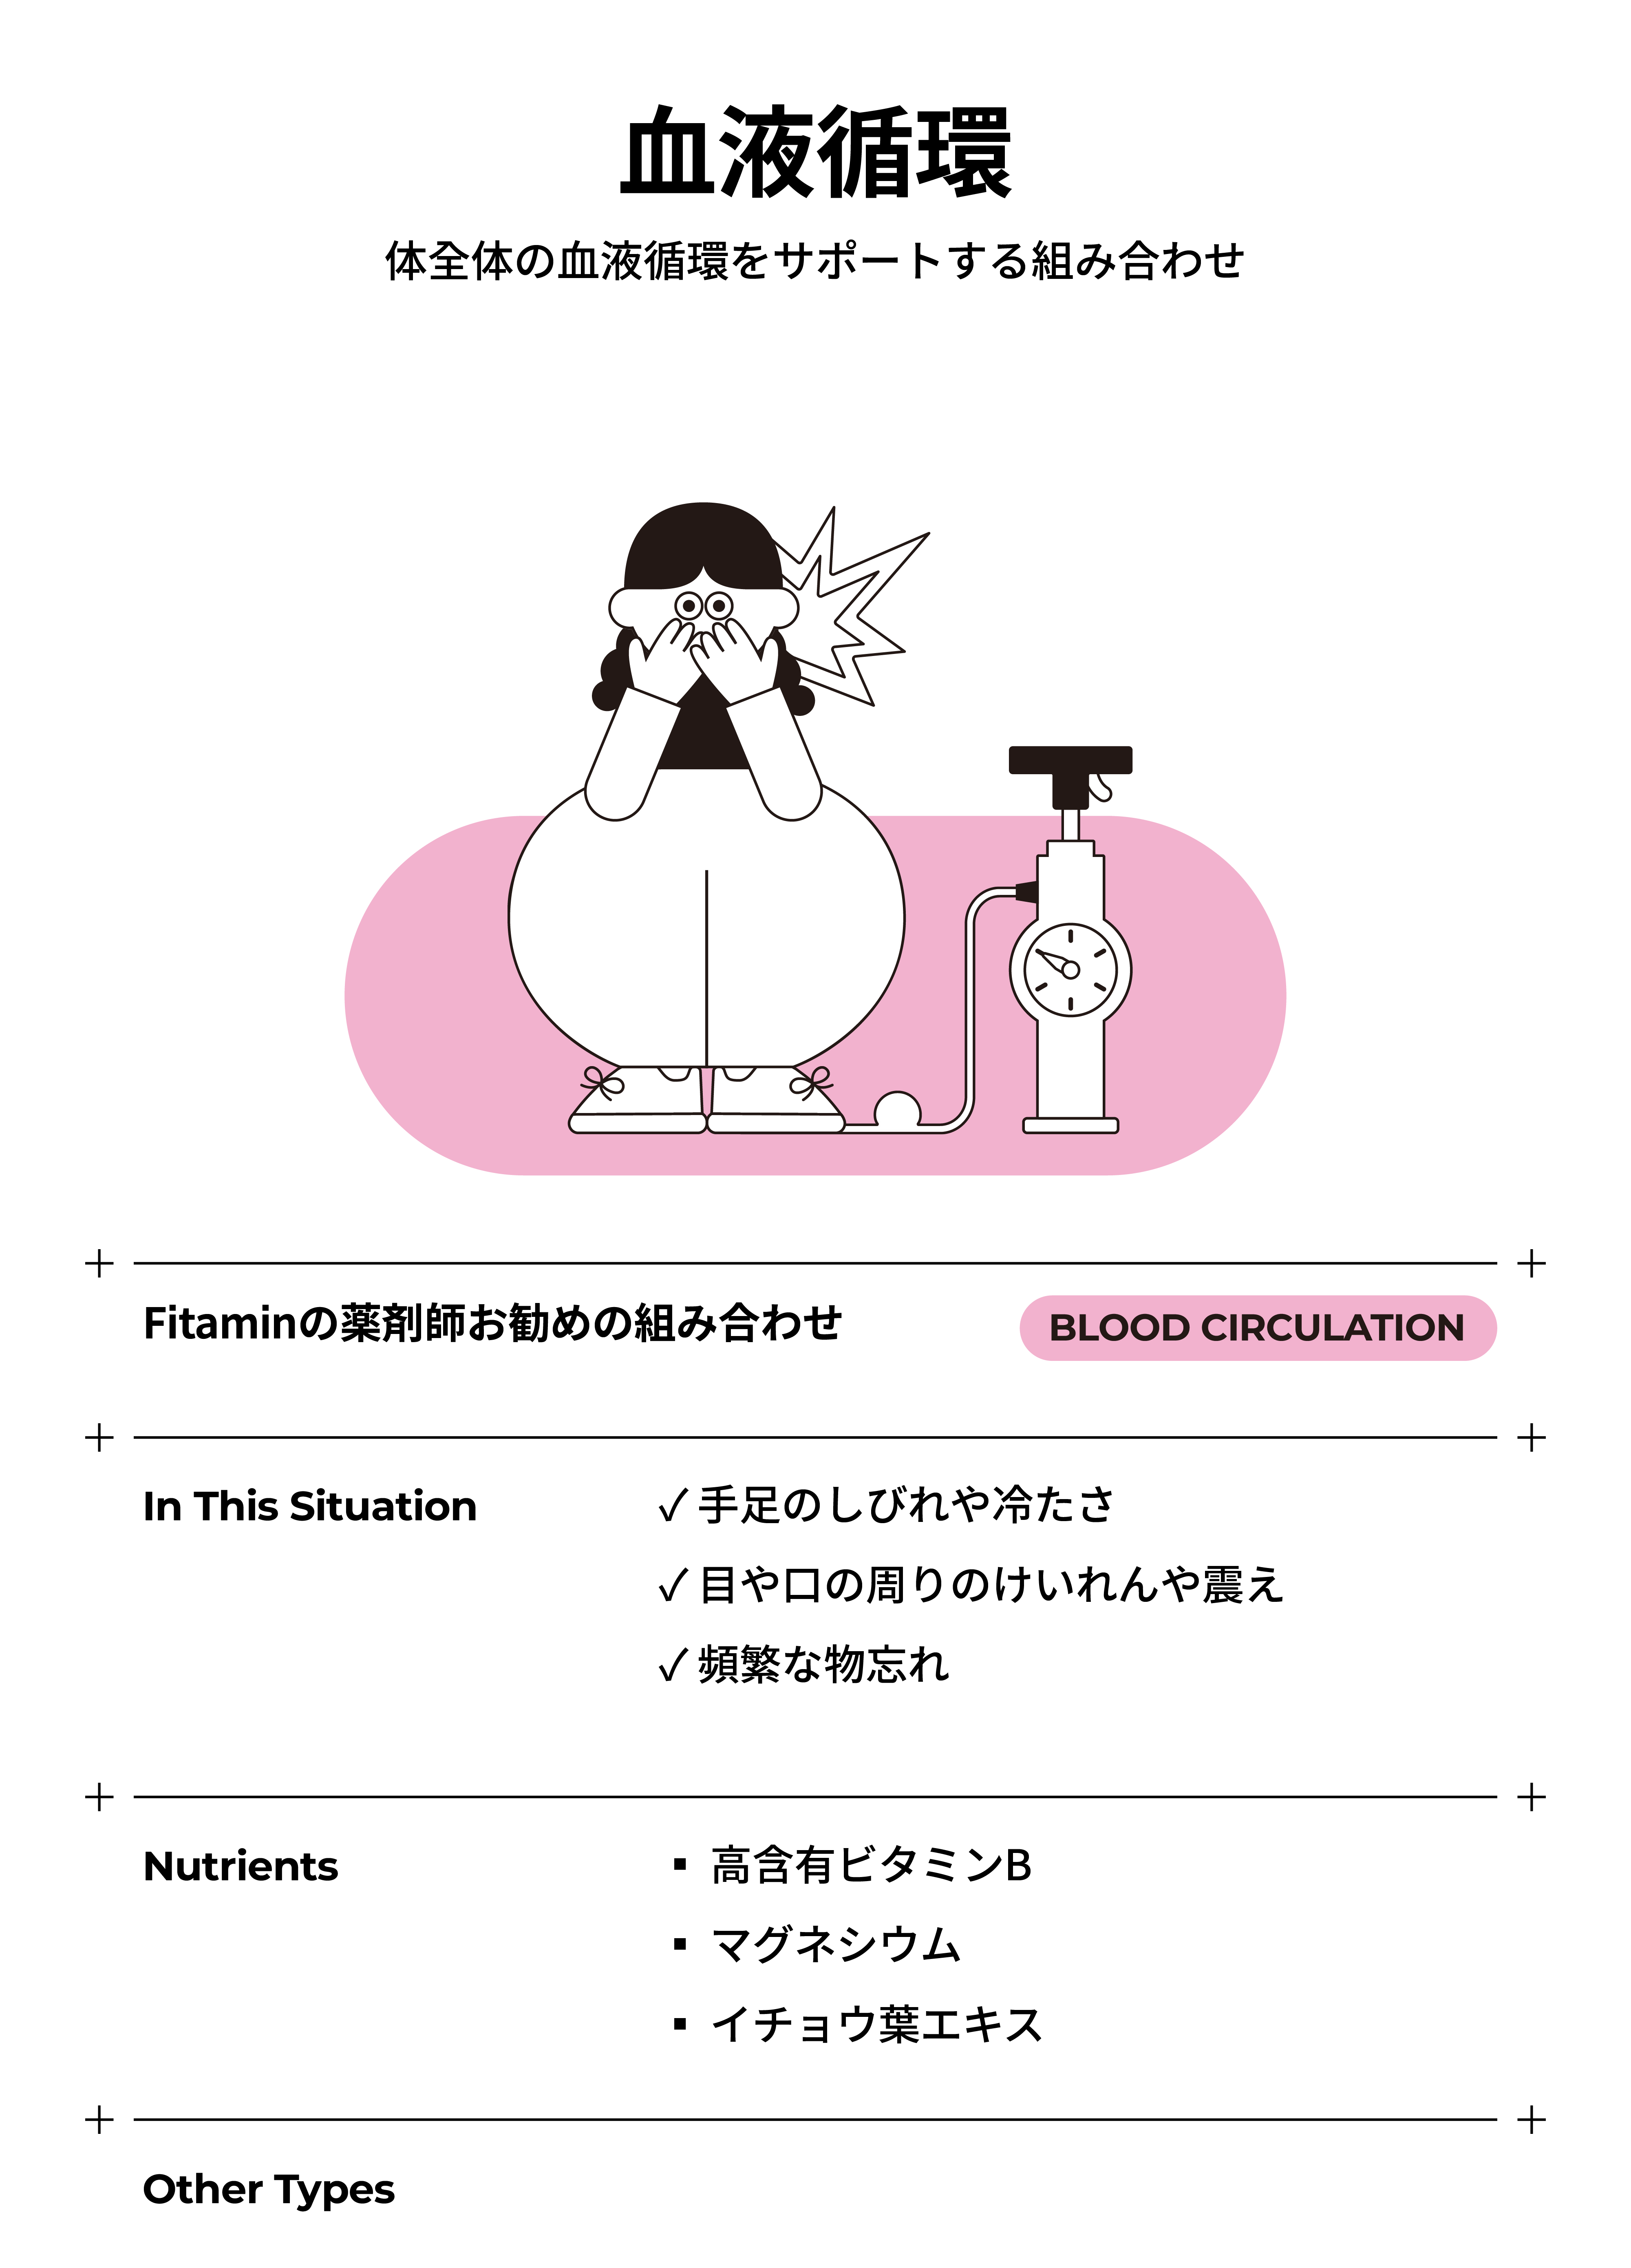 血液循環
体全体の血液循環をサポートする組み合わせ
Fitaminの薬剤師お勧めの組み合わせ
BLOOD CIRCULATION
In This Situation
✓ 手足のしびれや冷たさ
✓ 目や口の周りのけいれんや震え
✓ 頻繁な物忘れ
Nutrients
▪ 高含有ビタミンB
▪ マグネシウム
▪ イチョウ葉エキス
Other Types